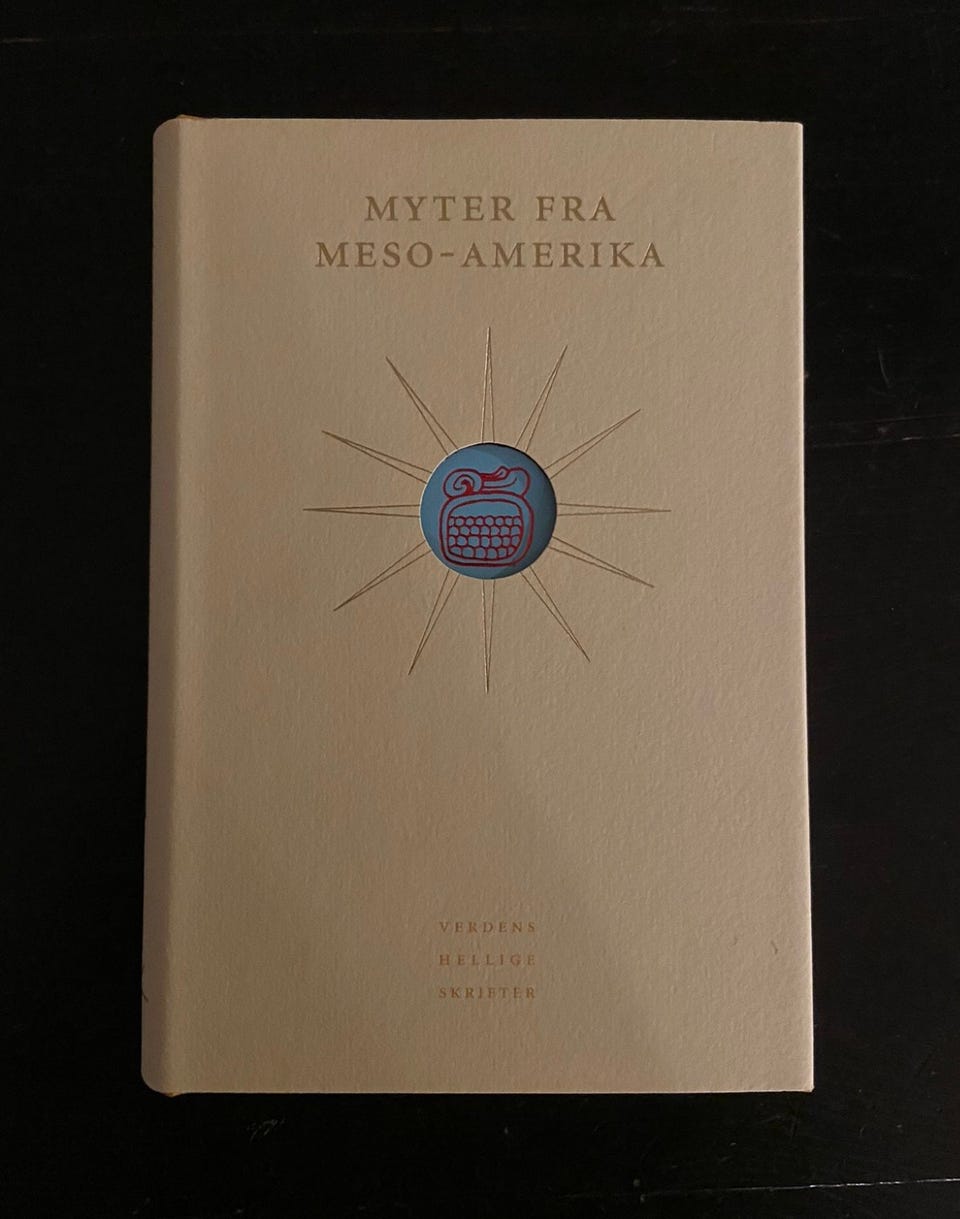 MYTER FRA
MESO-AMERIKA
VERDENS
HELLIGE
SKRIFTER